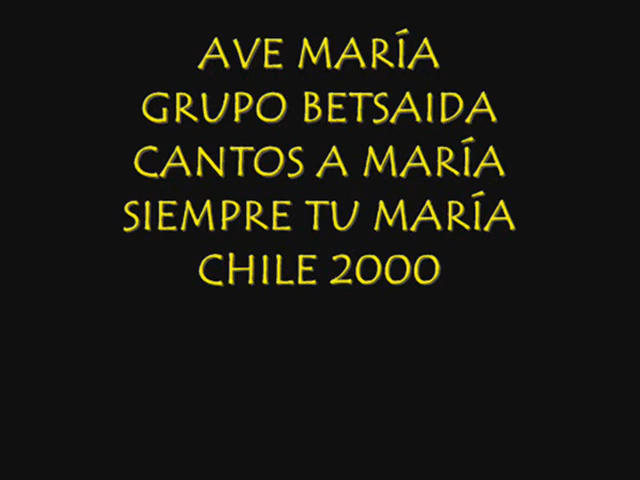 AVE MARÍA
GRUPO BETSAIDA
CANTOS A MARÍA
SIEMPRE TU MARÍA
CHILE 2000